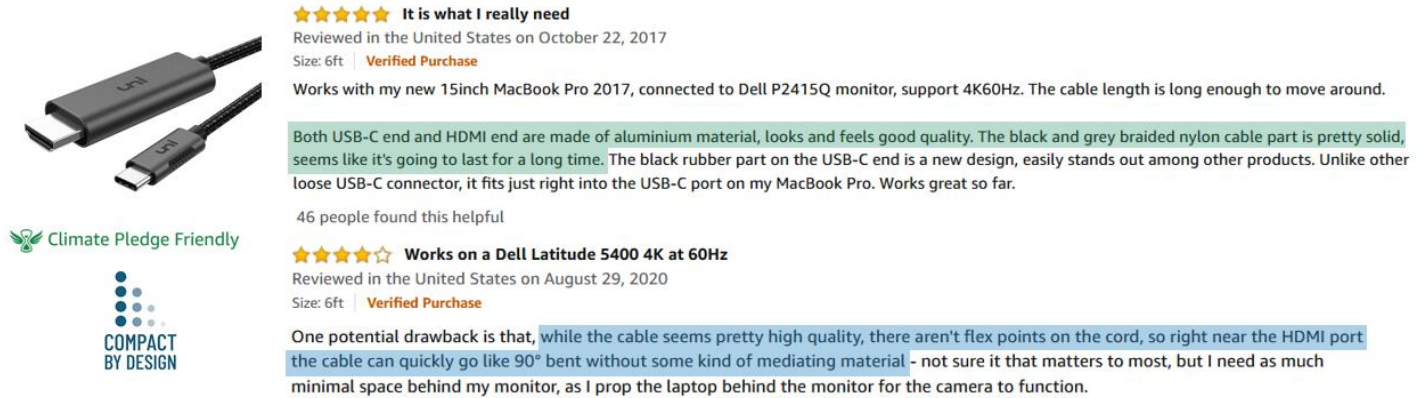 uni
uni
Climate Pledge Friendly
COMPACT
BY DESIGN
It is what I really need
Reviewed in the United States on October 22, 2017
Size: 6ft | Verified Purchase
Works with my new 15inch MacBook Pro 2017, connected to Dell P2415Q monitor, support 4K60Hz. The cable length is long enough to move around.
Both USB-C end and HDMI end are made of aluminium material, looks and feels good quality. The black and grey braided nylon cable part is pretty solid,
seems like it's going to last for a long time. The black rubber part on the USB-C end is a new design, easily stands out among other products. Unlike other
loose USB-C connector, it fits just right into the USB-C port on my MacBook Pro. Works great so far.
46 people found this helpful
Works on a Dell Latitude 5400 4K at 60Hz
Reviewed in the United States on August 29, 2020
Size: 6ft | Verified Purchase
One potential drawback is that, while the cable seems pretty high quality, there aren't flex points on the cord, so right near the HDMI port
the cable can quickly go like 90° bent without some kind of mediating material - not sure it that matters to most, but I need as much
minimal space behind my monitor, as I prop the laptop behind the monitor for the camera to function.